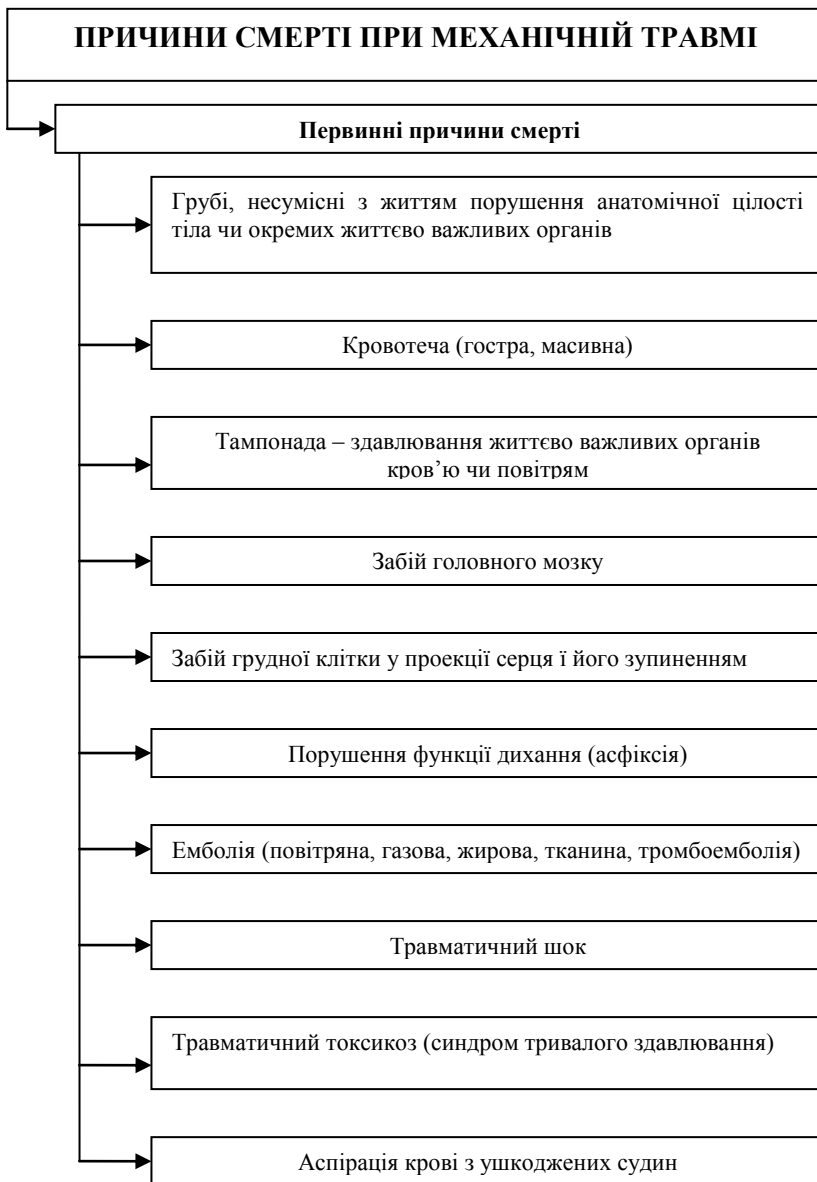 ПРИЧИНИ СМЕРТІ ПРИ МЕХАНІЧНІЙ ТРАВМІ
Первинні причини смерті
Грубі, несумісні з життям порушення анатомічної цілості
тіла чи окремих життєво важливих органів
Кровотеча (гостра, масивна)
Тампонада – здавлювання життєво важливих органів
кров’ю чи повітрям
Забій головного мозку
Забій грудної клітки у проекції серця ї його зупиненням
Порушення функції дихання (асфіксія)
Емболія (повітряна, газова, жирова, тканина, тромбоемболія)
Травматичний шок
Травматичний токсикоз (синдром тривалого здавлювання)
Аспірація крові з ушкоджених судин